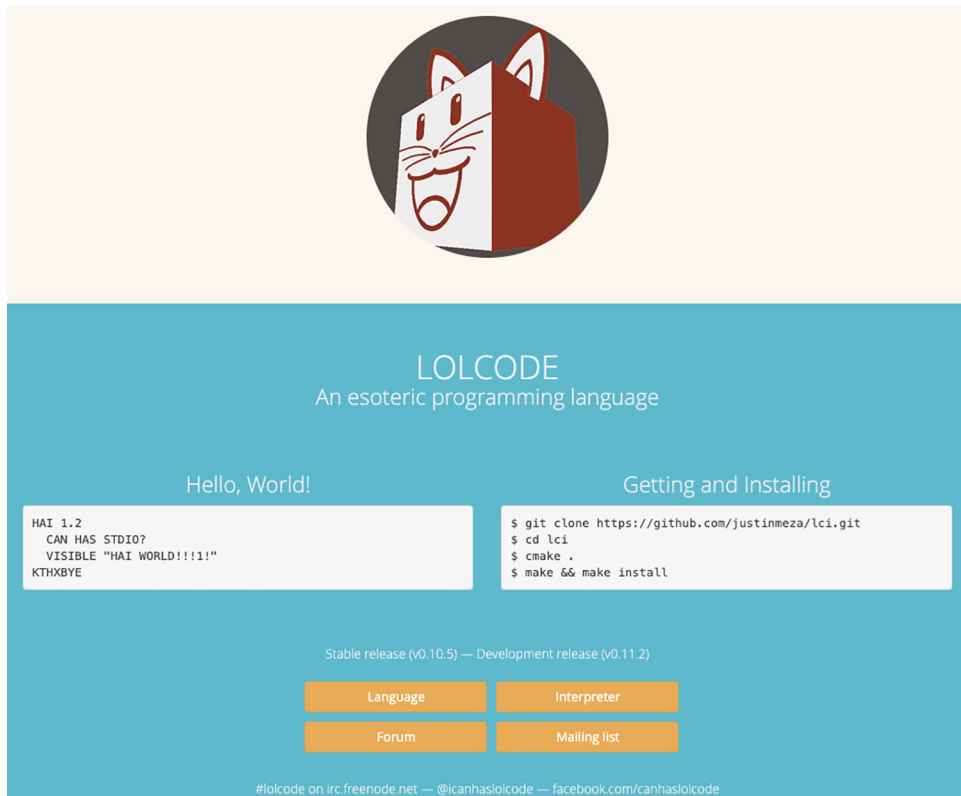 LOLCODE
An esoteric programming language
Hello, World!
HAI 1.2
  CAN HAS STDIO?
  VISIBLE "HAI WORLD!!!1!"
KTHXBYE
Getting and Installing
$ git clone https://github.com/justinmeza/lci.git
$ cd lci
$ cmake .
$ make && make install
Stable release (v0.10.5) — Development release (v0.11.2)
Language
Interpreter
Forum
Mailing list
#lolcode on irc.freenode.net — @icanhaslolcode — facebook.com/canhaslolcode